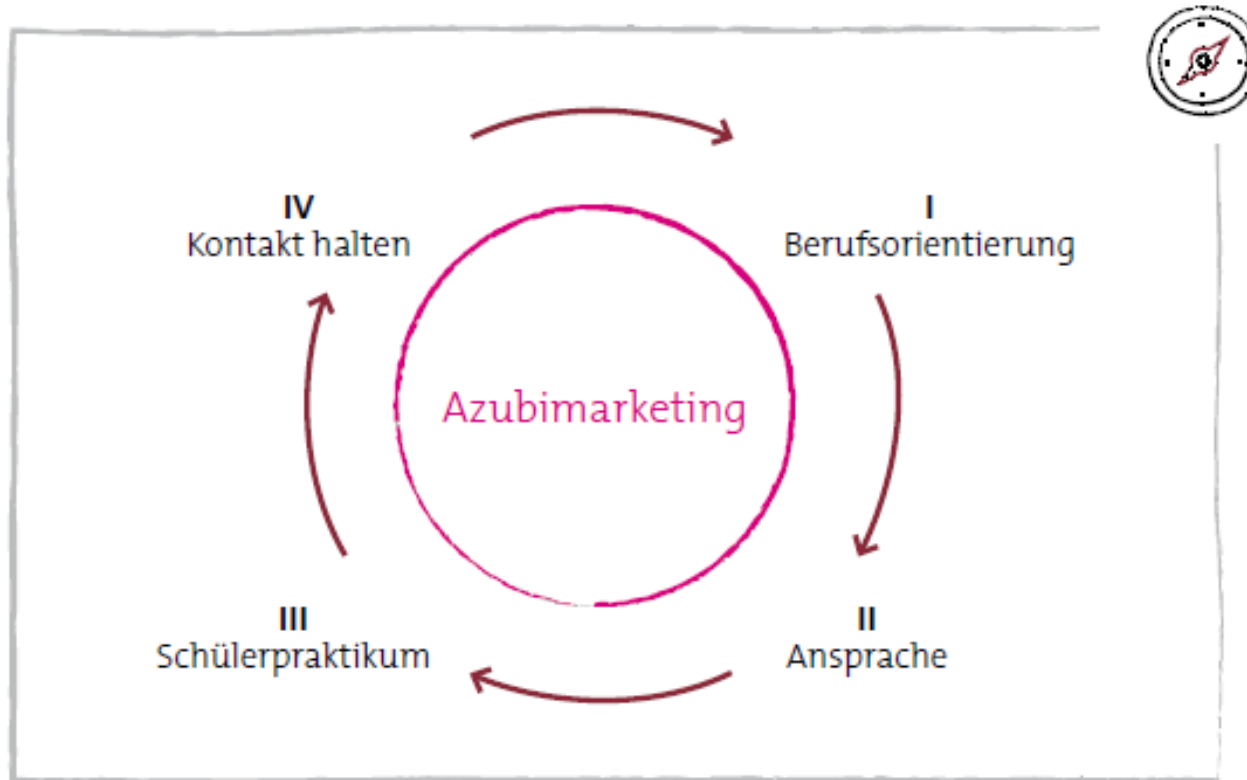 IV
Kontakt halten
I
Berufsorientierung
Azubimarketing
III
Schülerpraktikum
II
Ansprache